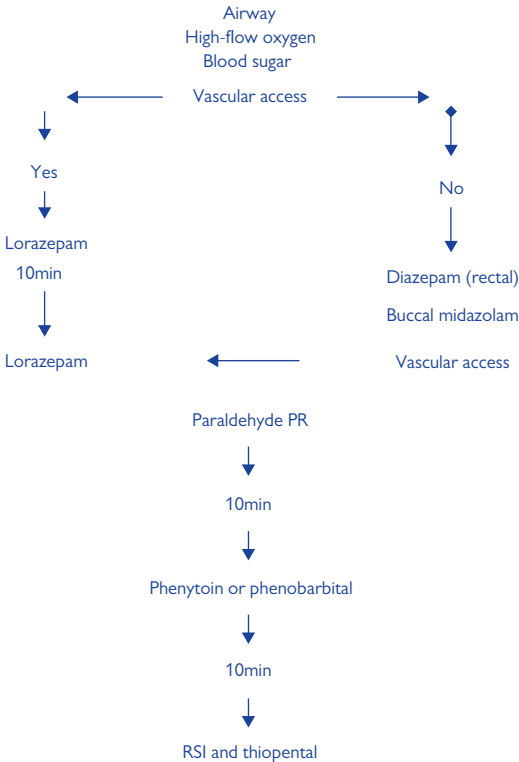 Airway
High-flow oxygen
Blood sugar
Vascular access
Yes
No
Lorazepam
10min
Diazepam (rectal)
Buccal midazolam
Lorazepam
Vascular access
Paraldehyde PR
10min
Phenytoin or phenobarbital
10min
RSI and thiopental